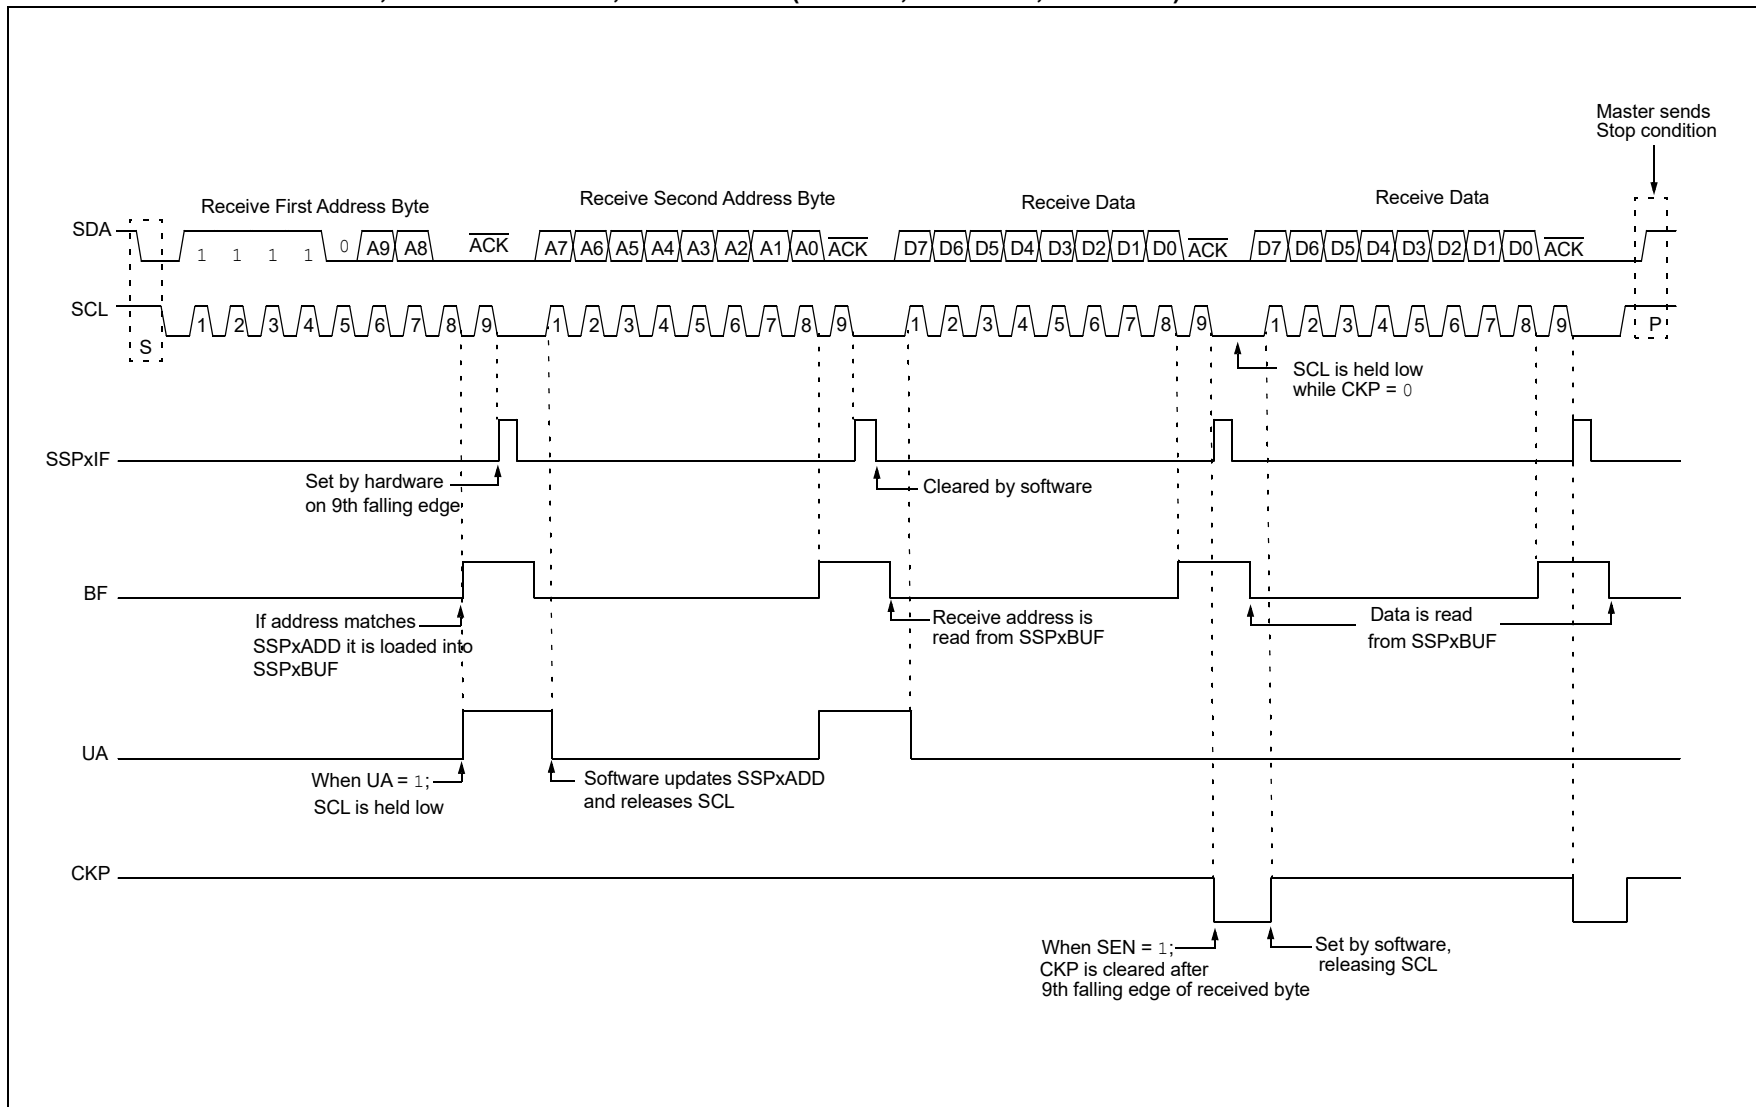 Master sends
Stop condition
Receive First Address Byte
Receive Second Address Byte
Receive Data
Receive Data
SDA
1 1 1 1 0 A9 A8 ACK A7 A6 A5 A4 A3 A2 A1 A0 ACK D7 D6 D5 D4 D3 D2 D1 D0 ACK D7 D6 D5 D4 D3 D2 D1 D0 ACK
SCL
S 1 2 3 4 5 6 7 8 9 1 2 3 4 5 6 7 8 9 1 2 3 4 5 6 7 8 9 1 2 3 4 5 6 7 8 9 P
SCL is held low
while CKP = 0
SSPxIF
Set by hardware
on 9th falling edge
Cleared by software
BF
If address matches
SSPxADD it is loaded into
SSPxBUF
Receive address is
read from SSPxBUF
Data is read
from SSPxBUF
UA
When UA = 1;
SCL is held low
Software updates SSPxADD
and releases SCL
CKP
When SEN = 1;
CKP is cleared after
9th falling edge of received byte
Set by software,
releasing SCL